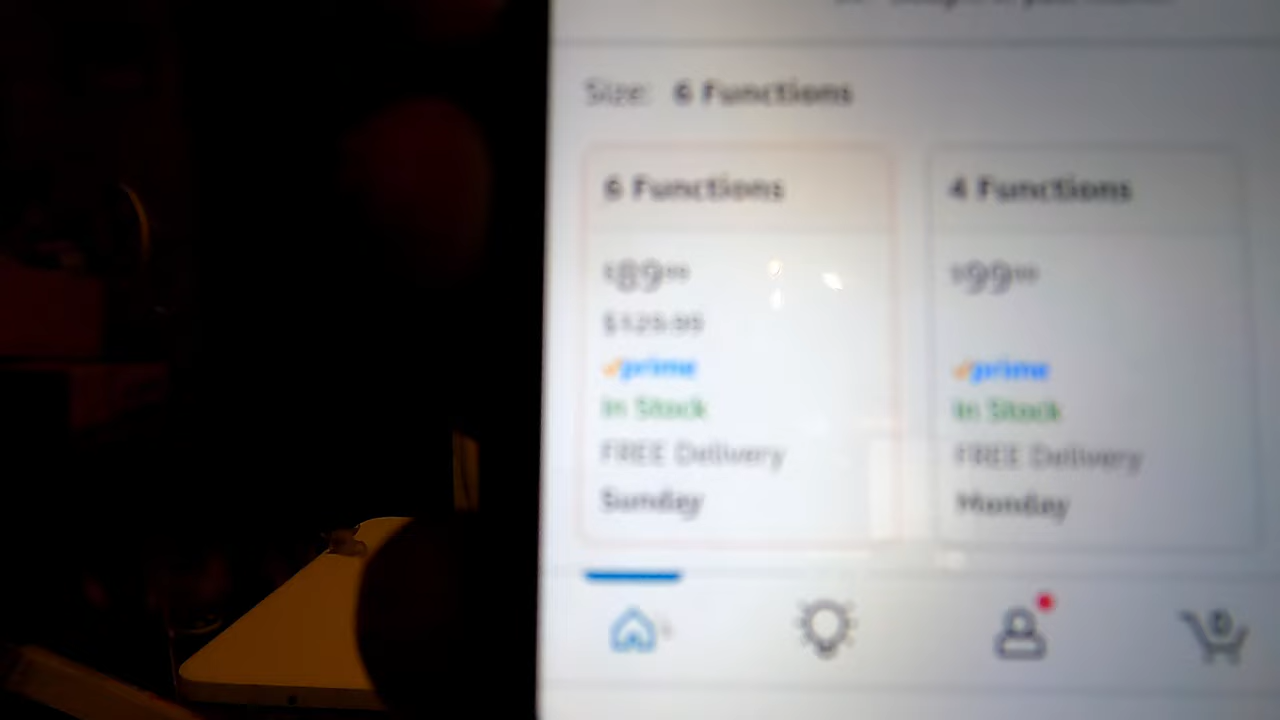 Size: 6 Functions
6 Functions
4 Functions
$89
$99
prime
prime
In Stock
In Stock
FREE Delivery
FREE Delivery
Sunday
Monday
0